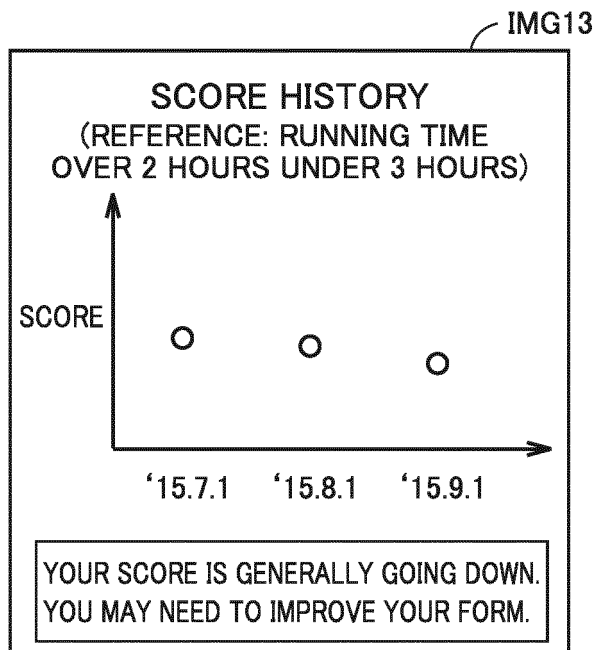 IMG13
SCORE HISTORY
(REFERENCE: RUNNING TIME
OVER 2 HOURS UNDER 3 HOURS)
SCORE
‘15.7.1 ‘15.8.1 ‘15.9.1
YOUR SCORE IS GENERALLY GOING DOWN.
YOU MAY NEED TO IMPROVE YOUR FORM.